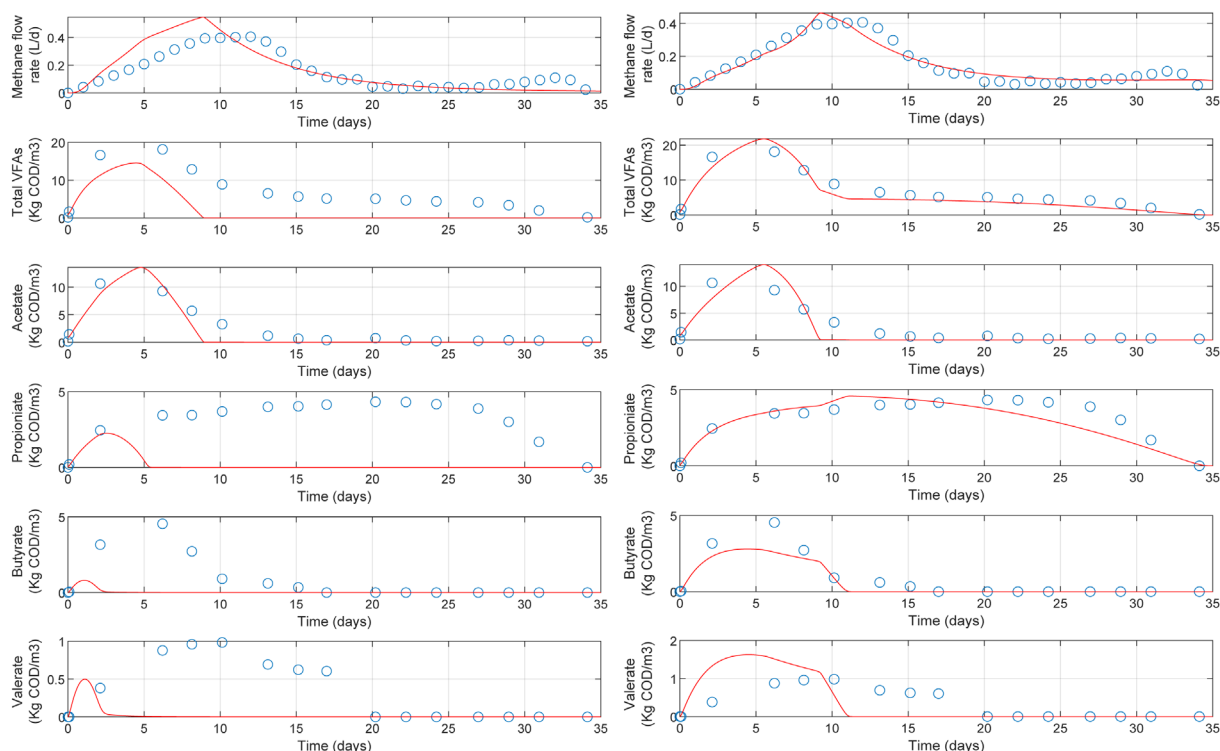 Methane flow
rate (L/d)
0.4
0.2
0
0 5 10 15 20 25 30 35
Time (days)
Total VFAs
(Kg COD/m3)
20
10
0
0 5 10 15 20 25 30 35
Time (days)
Acetate
(Kg COD/m3)
10
5
0
0 5 10 15 20 25 30 35
Time (days)
Propioniate
(Kg COD/m3)
5
0
0 5 10 15 20 25 30 35
Time (days)
Butyrate
(Kg COD/m3)
5
0
0 5 10 15 20 25 30 35
Time (days)
Valerate
(Kg COD/m3)
1
0.5
0
0 5 10 15 20 25 30 35
Time (days)
Methane flow
rate (L/d)
0.4
0.2
0
0 5 10 15 20 25 30 35
Time (days)
Total VFAs
(Kg COD/m3)
20
10
0
0 5 10 15 20 25 30 35
Time (days)
Acetate
(Kg COD/m3)
10
5
0
0 5 10 15 20 25 30 35
Time (days)
Propioniate
(Kg COD/m3)
5
0
0 5 10 15 20 25 30 35
Time (days)
Butyrate
(Kg COD/m3)
5
0
0 5 10 15 20 25 30 35
Time (days)
Valerate
(Kg COD/m3)
2
1
0
0 5 10 15 20 25 30 35
Time (days)